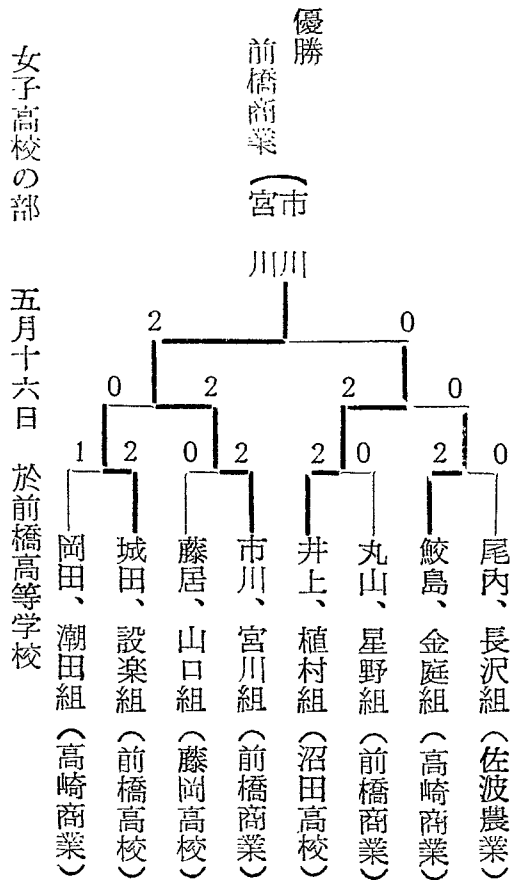 優勝
前橋商業（市川
宮川
2
0
0
2
2
0
1
2
0
2
2
0
2
0
尾内、長沢組（佐波農業）
鮫島、金庭組（高崎商業）
丸山、星野組（前橋商業）
井上、植村組（沼田高校）
市川、宮川組（前橋商業）
藤居、山口組（藤岡高校）
城田、設楽組（前橋高校）
岡田、潮田組（高崎商業）
女子高校の部　五月十六日　於前橋高等学校